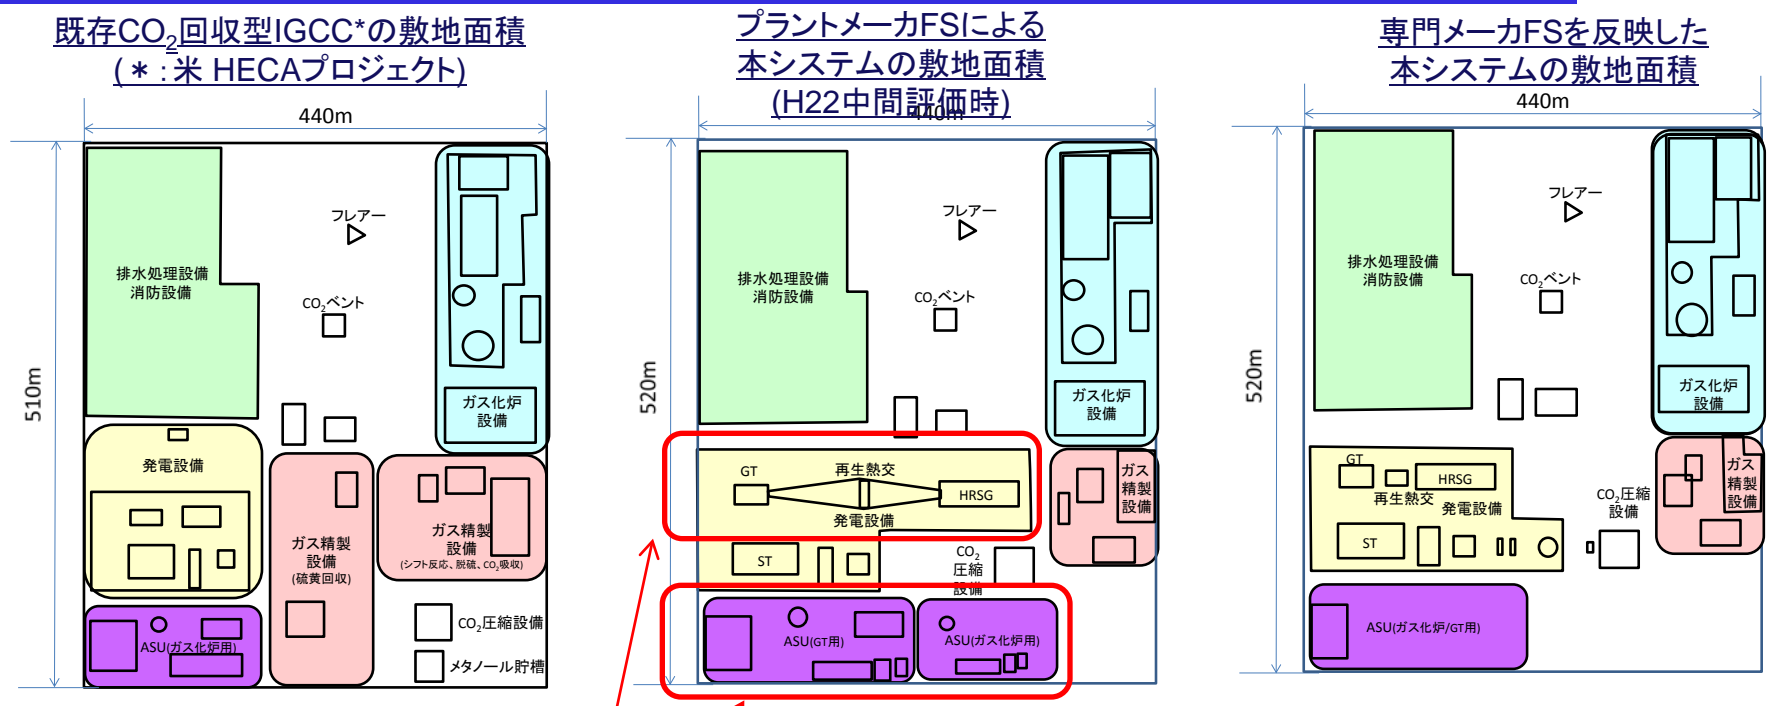 既存CO2回収型IGCC*の敷地面積
(＊：米 HECAプロジェクト)
440m
510m
排水処理設備
消防設備
フレアー
CO2ベント
ガス化炉
設備
発電設備
ガス精製
設備
(硫黄回収)
ガス精製
設備
(シフト反応、脱硫、CO2吸収)
ASU(ガス化炉用)
CO2圧縮設備
メタノール貯槽
プラントメーカFSによる
本システムの敷地面積
(H22中間評価時)
440m
520m
排水処理設備
消防設備
フレアー
CO2ベント
ガス化炉
設備
GT
再生熱交
HRSG
発電設備
ガス
精製
設備
ST
CO2
圧縮
設備
ASU(GT用)
ASU(ガス化炉用)
専門メーカFSを反映した
本システムの敷地面積
440m
520m
排水処理設備
消防設備
フレアー
CO2ベント
ガス化炉
設備
GT
HRSG
再生熱交
発電設備
ST
CO2圧縮
設備
ガス
精製
設備
ASU(ガス化炉/GT用)